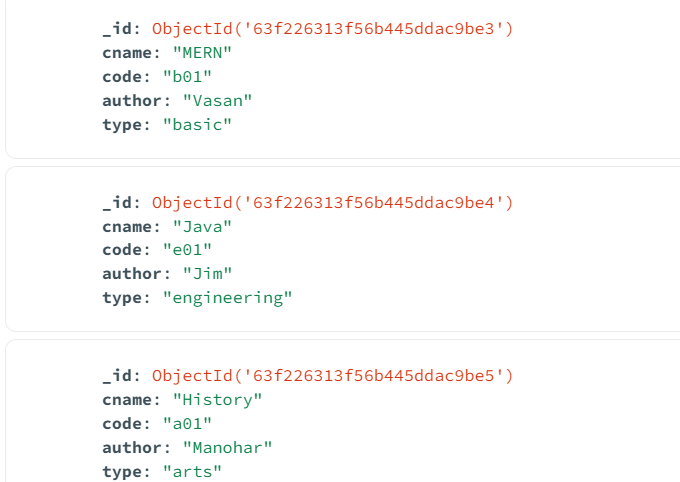 _id: ObjectId('63f226313f56b445ddac9be3')
cname: "MERN"
code: "b01"
author: "Vasan"
type: "basic"
_id: ObjectId('63f226313f56b445ddac9be4')
cname: "Java"
code: "e01"
author: "Jim"
type: "engineering"
_id: ObjectId('63f226313f56b445ddac9be5')
cname: "History"
code: "a01"
author: "Manohar"
type: "arts"